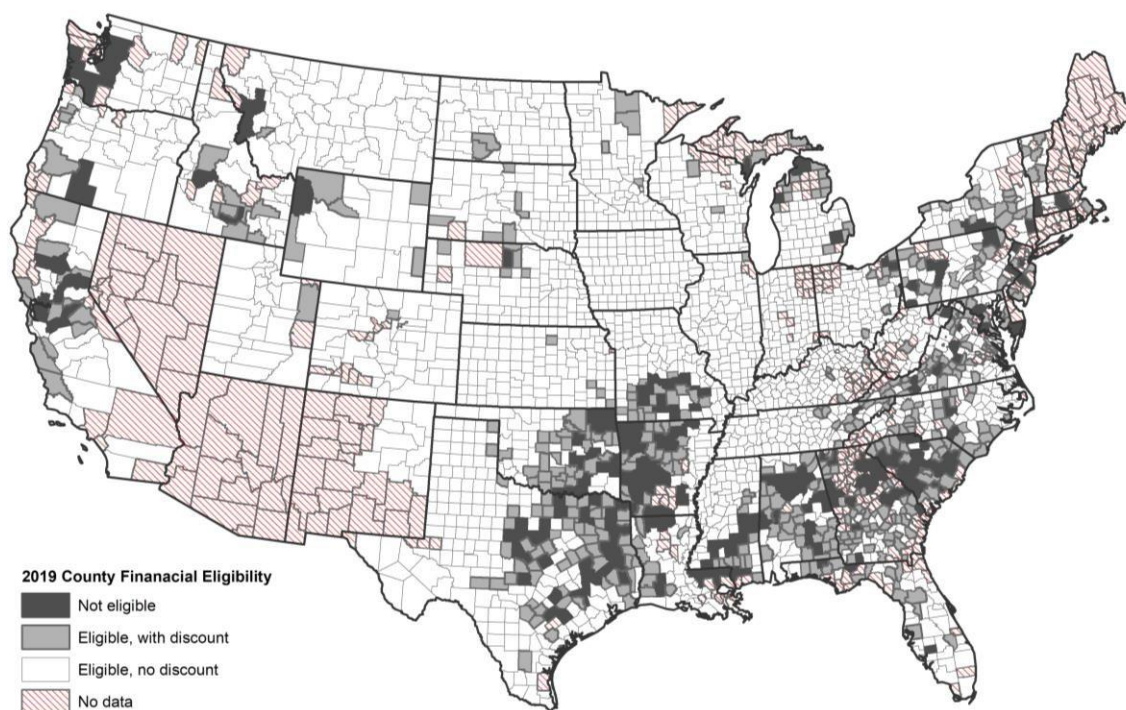 2019 County Finanacial Eligibility
Not eligible
Eligible, with discount
Eligible, no discount
No data